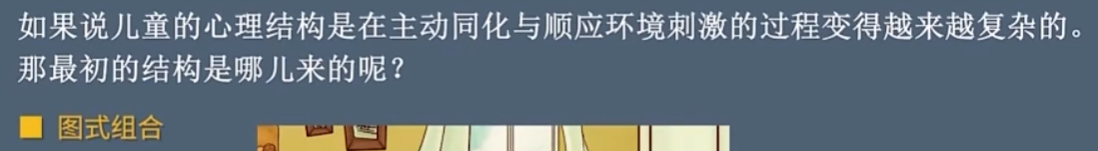 如果说儿童的心理结构是在主动同化与顺应环境刺激的过程变得越来越复杂的。
那最初的结构是哪儿来的呢？
图式组合